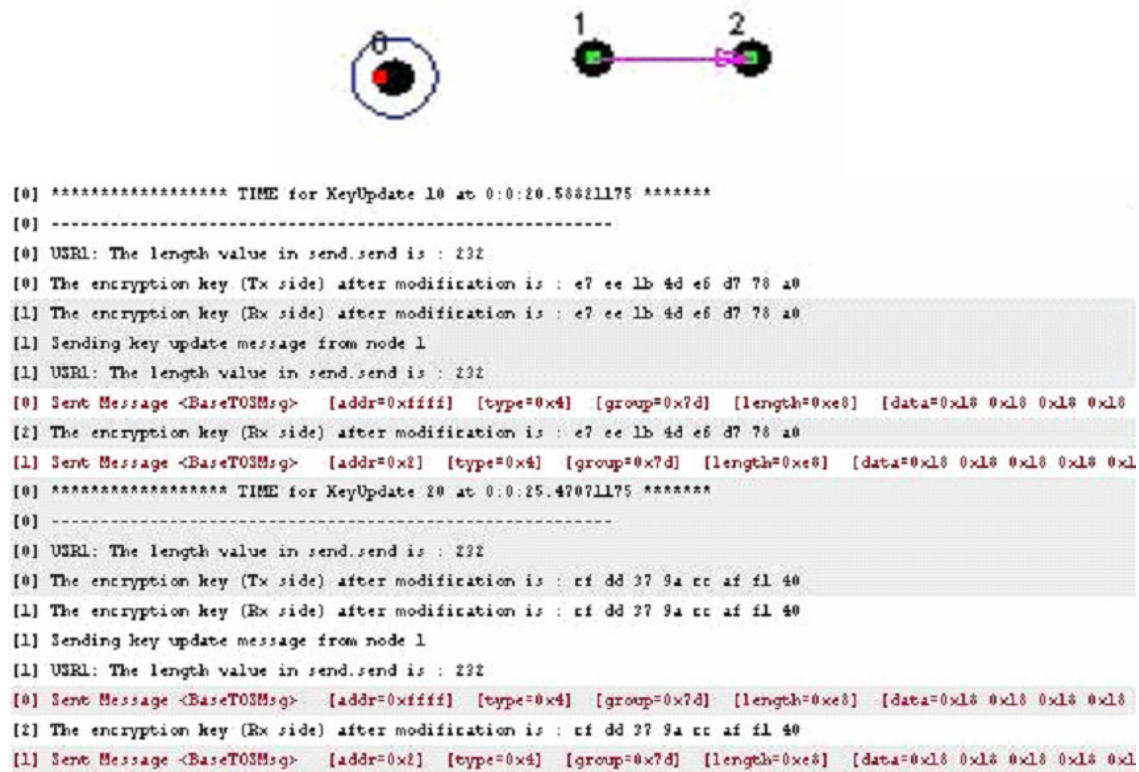 0
1
2
[0] ****************** TIME for KeyUpdate 10 at 0:0:20.58821175 *******
[0] ---------------------------------------------------------
[0] USR1: The length value in send.send is : 232
[0] The encryption key (Tx side) after modification is : e7 ee 1b 4d e6 d7 78 a0
[1] The encryption key (Rx side) after modification is : e7 ee 1b 4d e6 d7 78 a0
[1] Sending key update message from node 1
[1] USR1: The length value in send.send is : 232
[0] Sent Message <BaseTOSMsg> [addr=0xffff] [type=0x4] [group=0x7d] [length=0xe8] [data=0x18 0x18 0x18 0x18
[2] The encryption key (Rx side) after modification is : e7 ee 1b 4d e6 d7 78 a0
[1] Sent Message <BaseTOSMsg> [addr=0x2] [type=0x4] [group=0x7d] [length=0xe8] [data=0x18 0x18 0x18 0x1
[0] ****************** TIME for KeyUpdate 20 at 0:0:25.47071175 *******
[0] ---------------------------------------------------------
[0] USR1: The length value in send.send is : 232
[0] The encryption key (Tx side) after modification is : cf dd 37 9a cc af f1 40
[1] The encryption key (Rx side) after modification is : cf dd 37 9a cc af f1 40
[1] Sending key update message from node 1
[1] USR1: The length value in send.send is : 232
[0] Sent Message <BaseTOSMsg> [addr=0xffff] [type=0x4] [group=0x7d] [length=0xe8] [data=0x18 0x18 0x18 0x18
[2] The encryption key (Rx side) after modification is : cf dd 37 9a cc af f1 40
[1] Sent Message <BaseTOSMsg> [addr=0x2] [type=0x4] [group=0x7d] [length=0xe8] [data=0x18 0x18 0x18 0x1